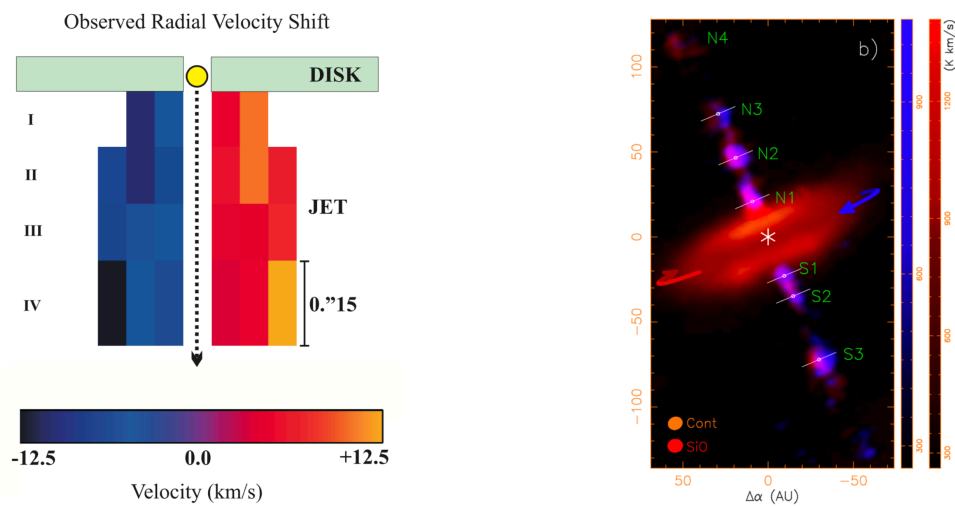 Observed Radial Velocity Shift
DISK
I
II
III
IV
JET
0.”15
-12.5
0.0
+12.5
Velocity (km/s)
b)
N4
N3
N2
N1
S1
S2
S3
100
50
0
−50
−100
50
0
−50
Δα (AU)
Cont
SiO
900
600
300
1200
900
600
300
(K km/s)